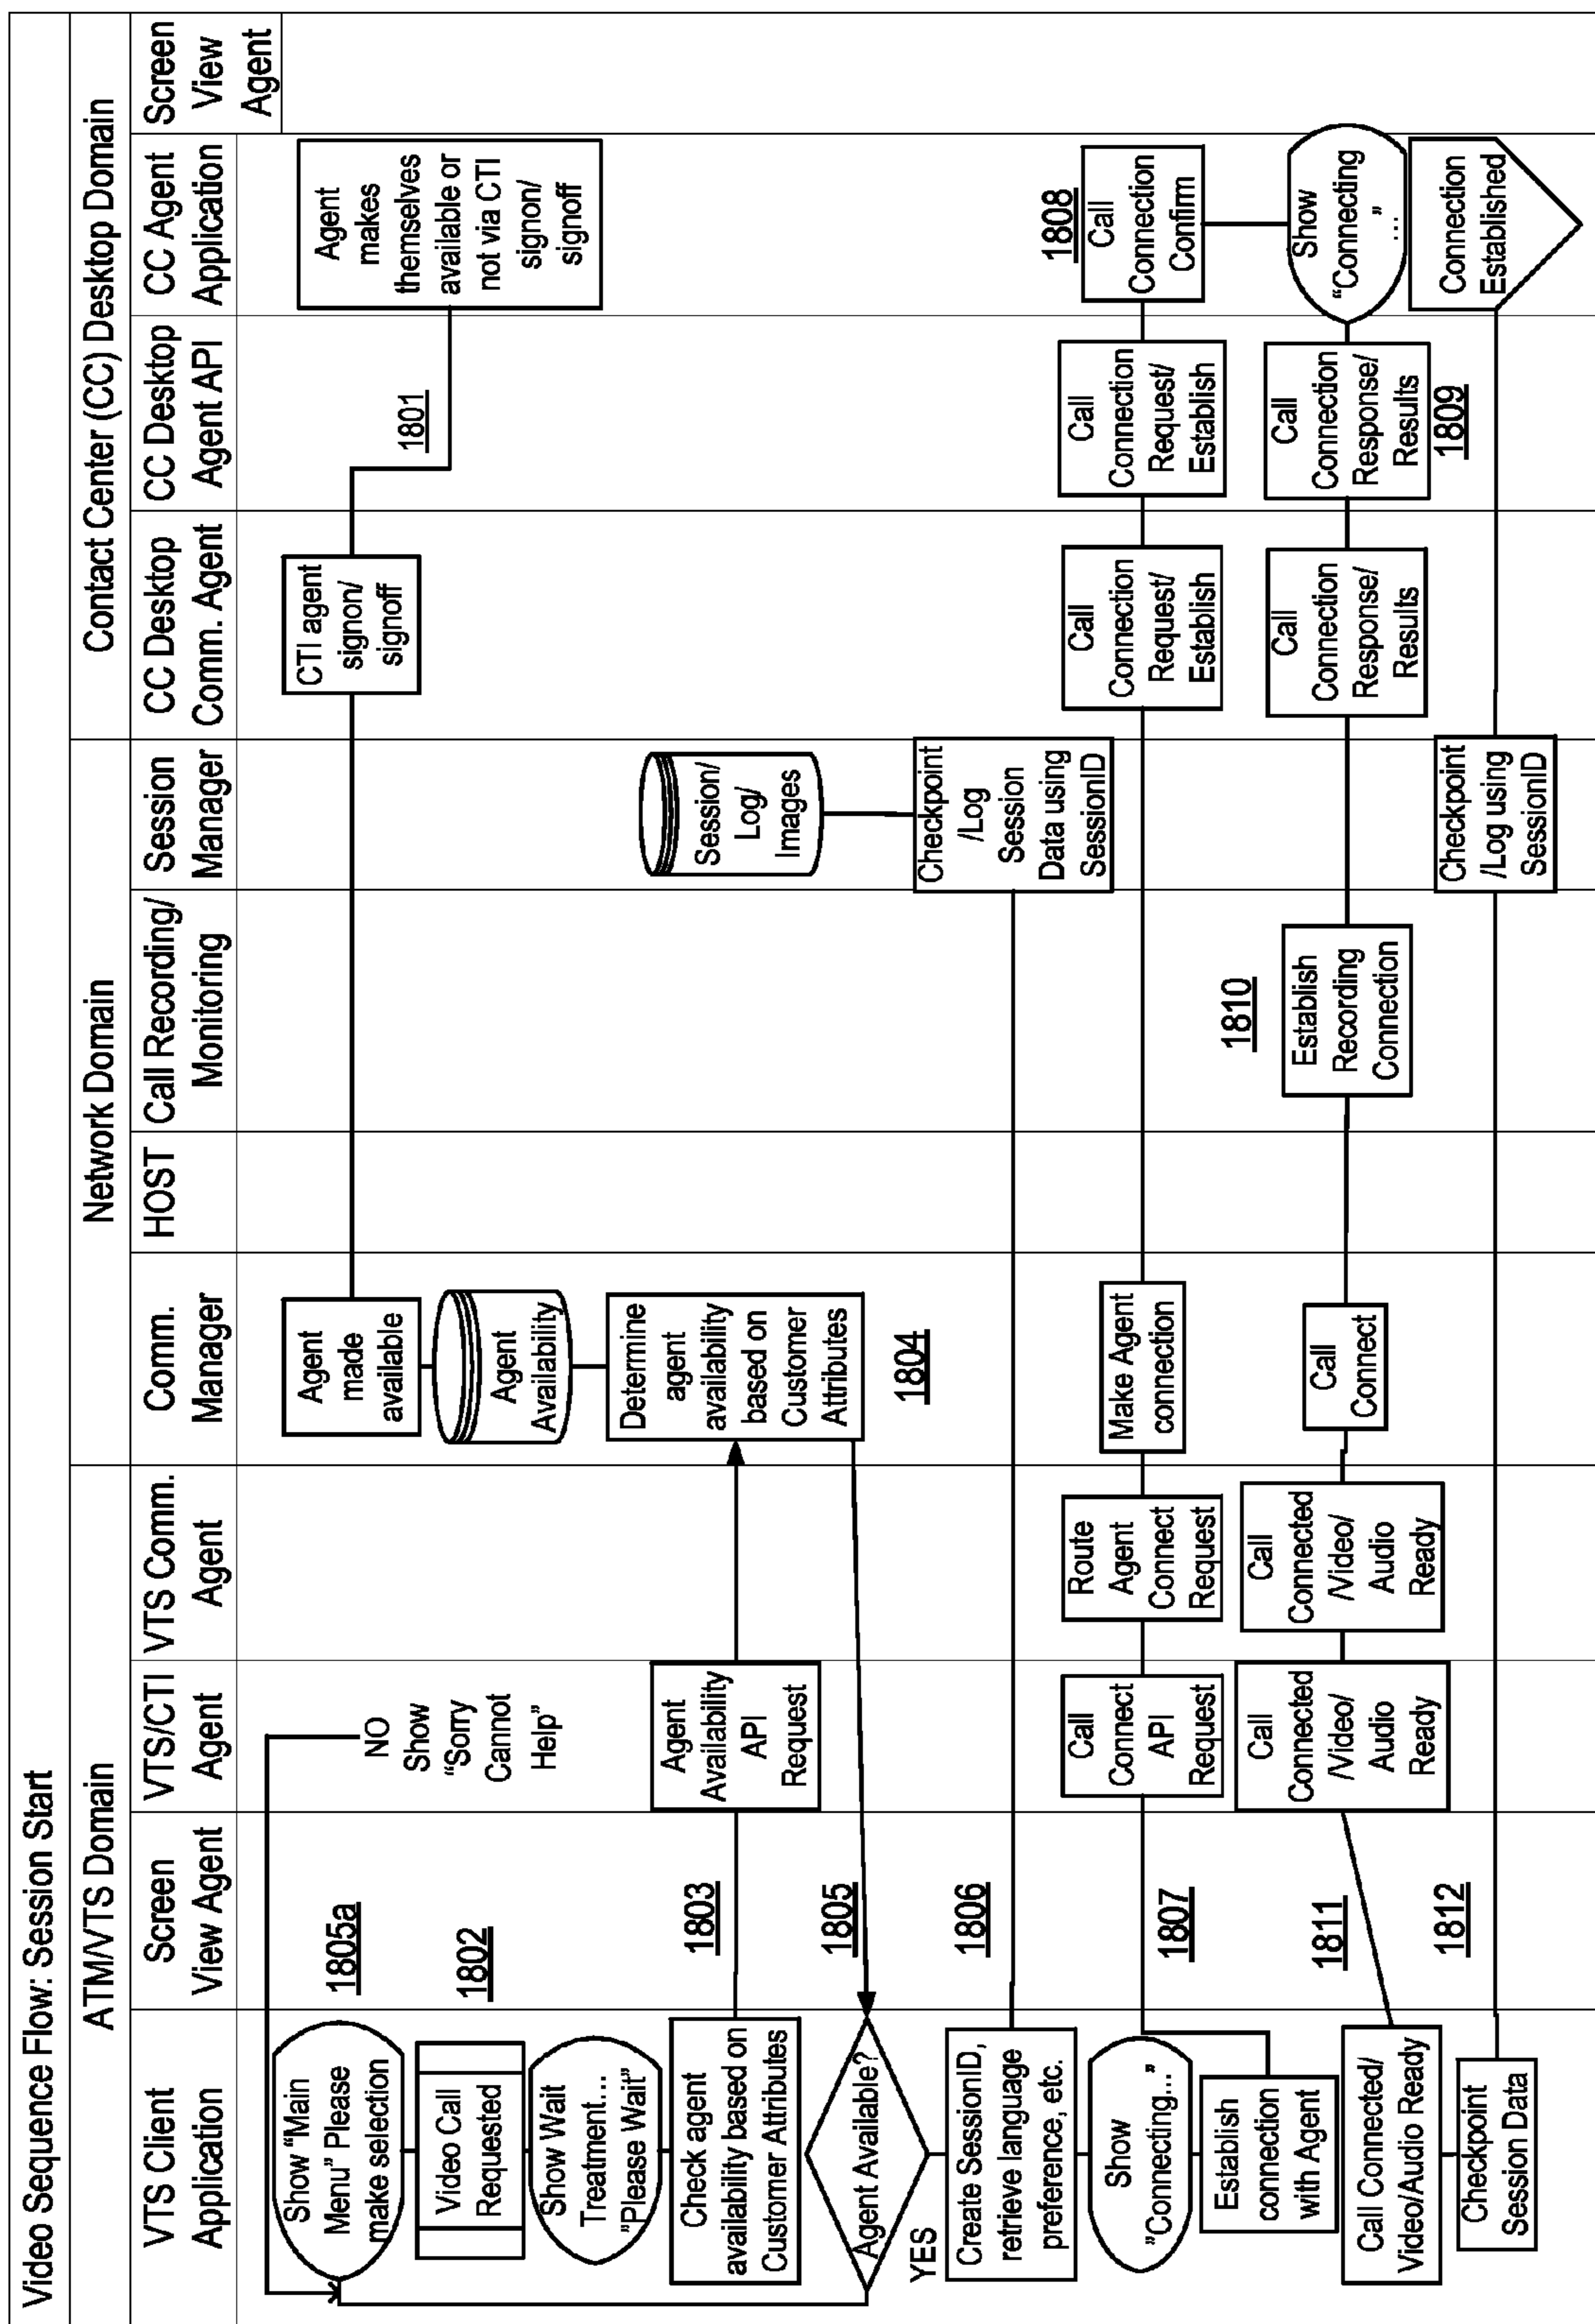 Video Sequence Flow: Session Start
ATM/VTS Domain
Network Domain
Contact Center (CC) Desktop Domain
VTS Client
Application
Screen
View Agent
VTS/CTI
Agent
VTS Comm.
Agent
Comm.
Manager
HOST
Call Recording/
Monitoring
Session
Manager
CC Desktop
Comm. Agent
CC Desktop
Agent API
CC Agent
Application
Screen
View
Agent
Show “Main
Menu” Please
make selection
1805a
NO
Show
“Sorry
Cannot
Help”
Agent
made
available
CTI agent
signon/
signoff
1801
Agent
makes
themselves
available or
not via CTI
signon/
signoff
Video Call
Requested
1802
Agent
Availability
Show Wait
Treatment...
”Please Wait”
Check agent
availability based on
Customer Attributes
1803
Agent
Availability
API
Request
Determine
agent
availability
based on
Customer
Attributes
1804
Session/
Log/
Images
Agent Available?
1805
YES
Create SessionID,
retrieve language
preference, etc.
1806
Checkpoint
/Log
Session
Data using
SessionID
Show
”Connecting...”
Establish
connection
with Agent
1807
Call
Connect
API
Request
Route
Agent
Connect
Request
Make Agent
connection
Call
Connection
Request/
Establish
Call
Connection
Request/
Establish
1808
Call
Connection
Confirm
Call Connected/
Video/Audio Ready
1811
Call
Connected
/Video/
Audio
Ready
Call
Connected
/Video/
Audio
Ready
Call
Connect
1810
Establish
Recording
Connection
Call
Connection
Response/
Results
Call
Connection
Response/
Results
1809
Show
“Connecting
”
...
Checkpoint
Session Data
1812
Checkpoint
/Log using
SessionID
Connection
Established